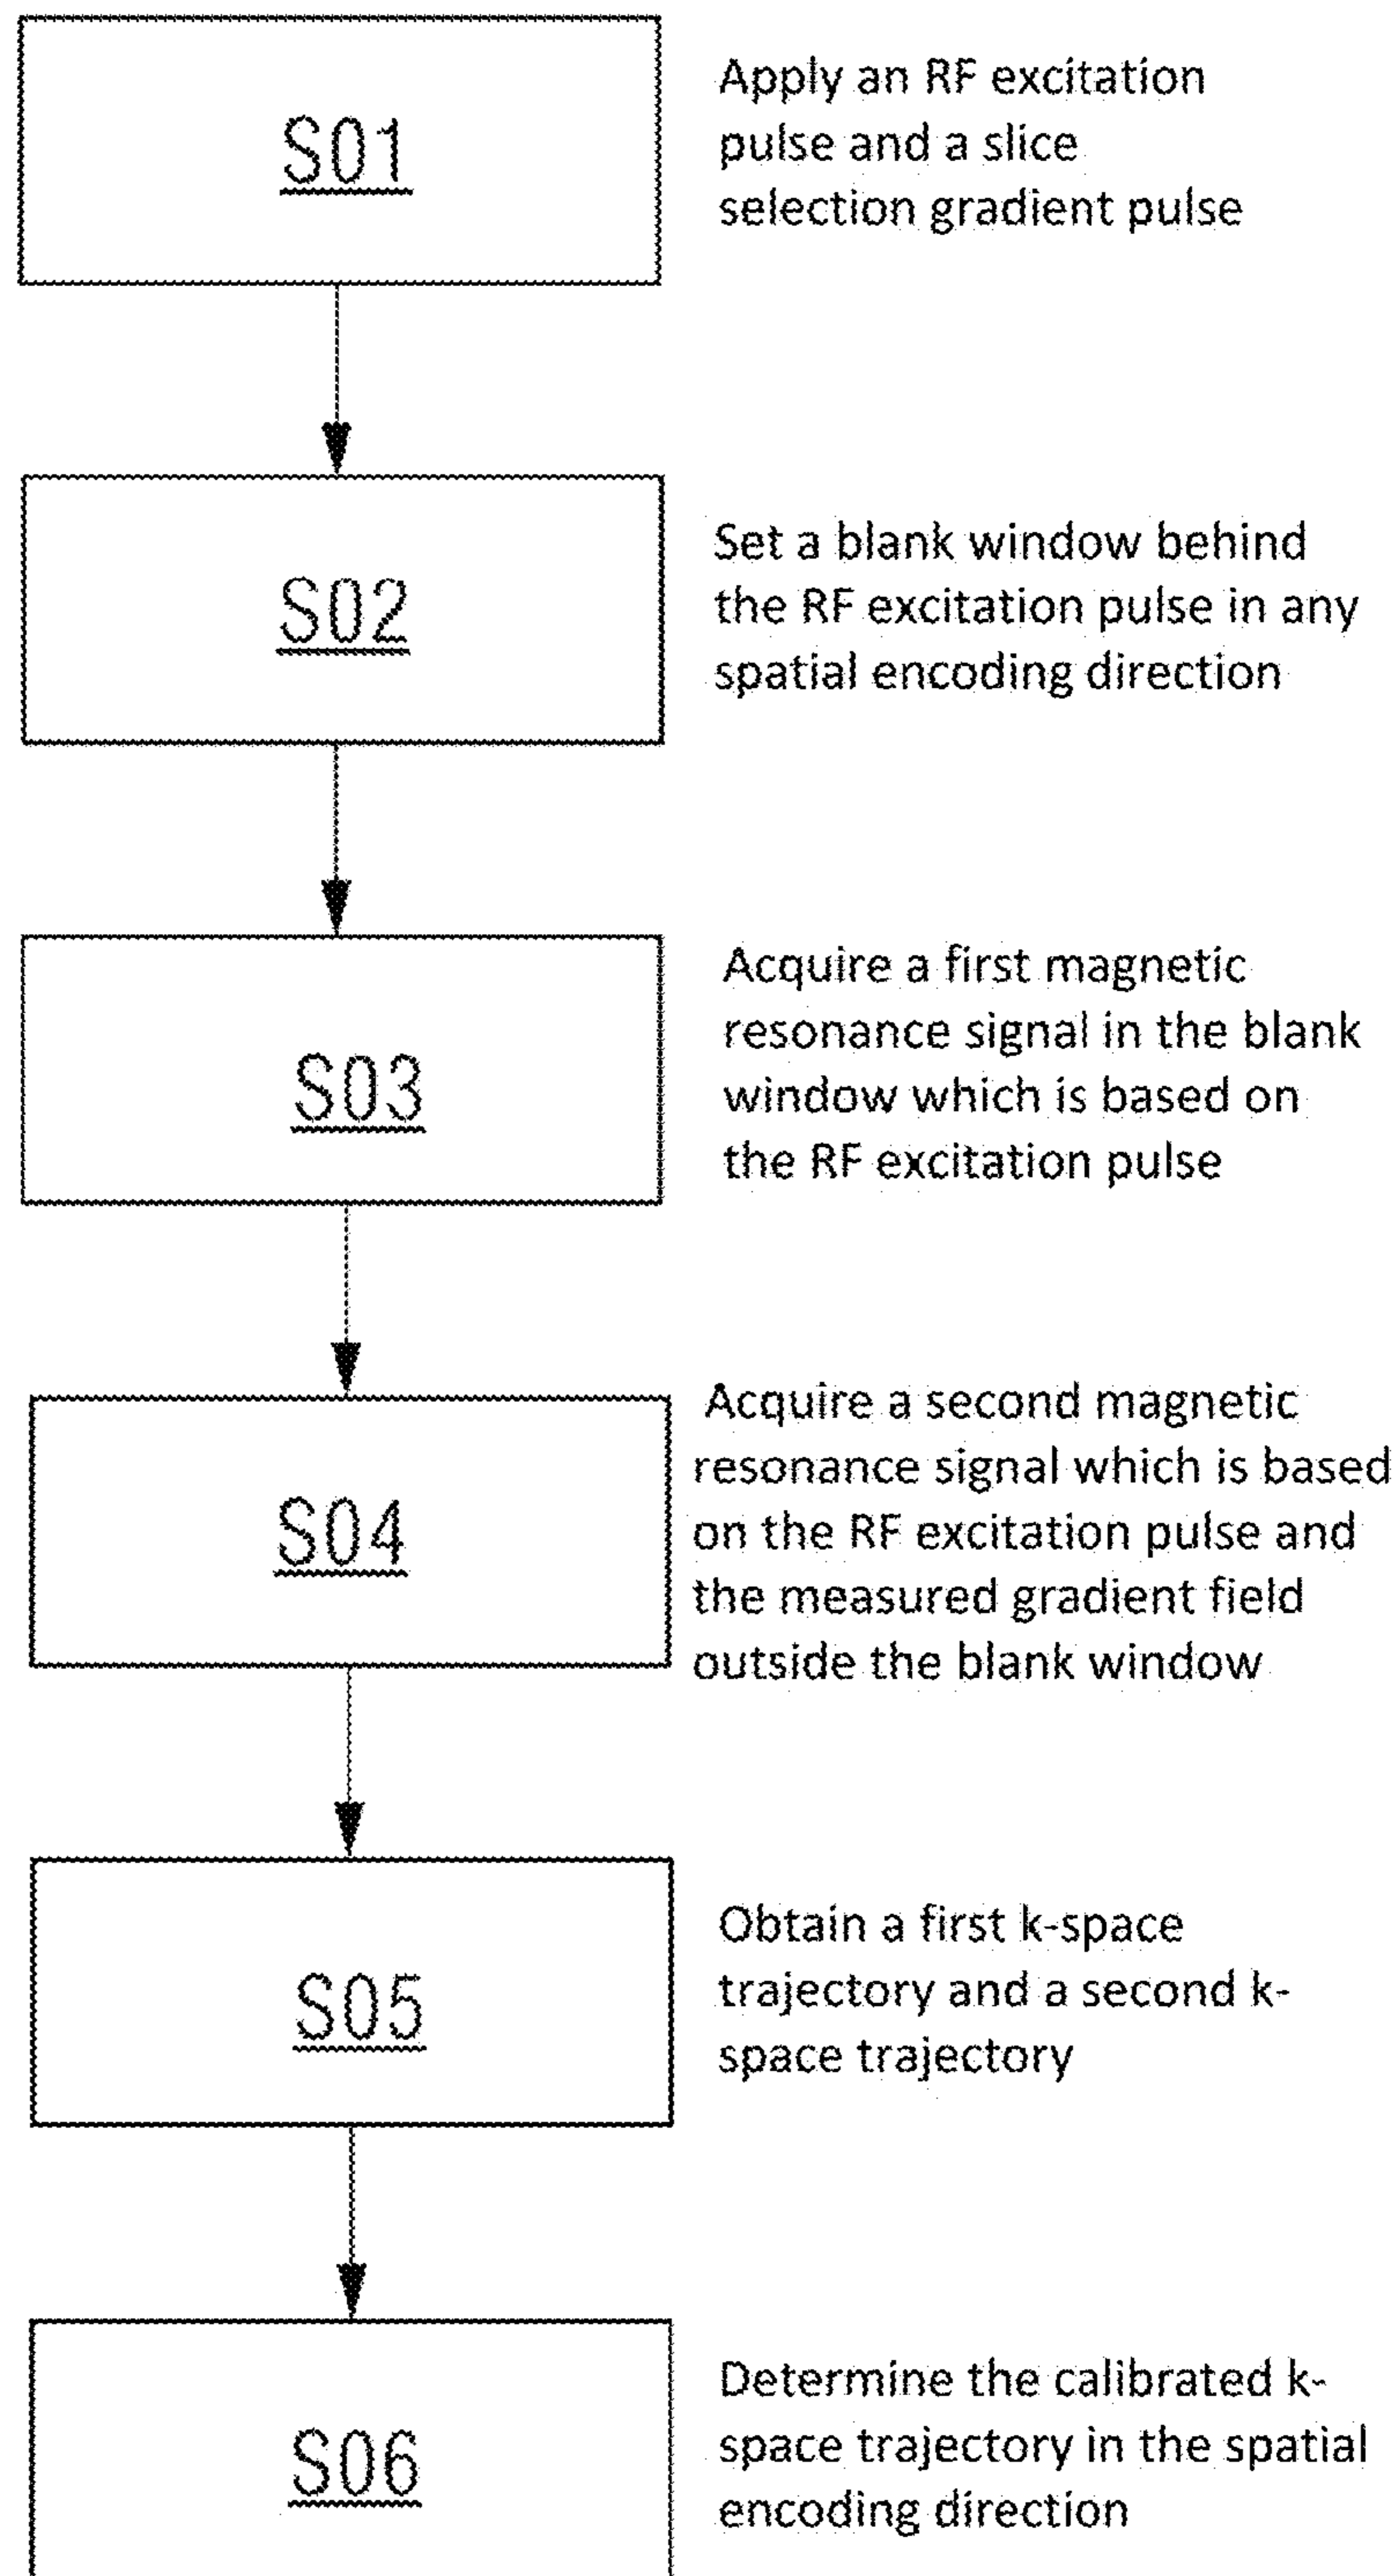 S01
Apply an RF excitation
pulse and a slice
selection gradient pulse
S02
Set a blank window behind
the RF excitation pulse in any
spatial encoding direction
S03
Acquire a first magnetic
resonance signal in the blank
window which is based on
the RF excitation pulse
S04
Acquire a second magnetic
resonance signal which is based
on the RF excitation pulse and
the measured gradient field
outside the blank window
S05
Obtain a first k-space
trajectory and a second k-
space trajectory
S06
Determine the calibrated k-
space trajectory in the spatial
encoding direction